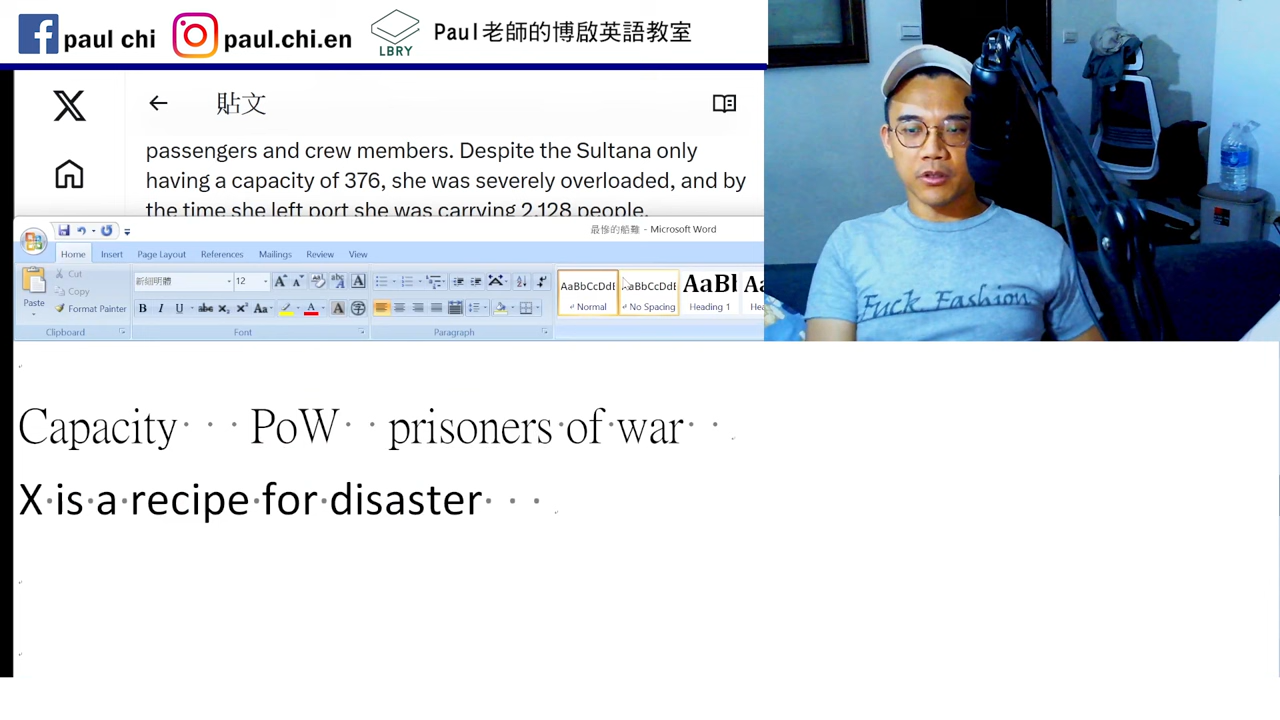 paul chi
paul.chi.en
LBRY
Paul老師的博啟英語教室
貼文
passengers and crew members. Despite the Sultana only
having a capacity of 376, she was severely overloaded, and by
the time she left port she was carrying 2,128 people.
最慘的船難 - Microsoft Word
Home Insert Page Layout References Mailings Review View
Paste
Cut
Copy
Format Painter
新細明體 12
AaBbCcDdE AaBbCcDdE AaBb
Normal No Spacing Heading 1 He
Clipboard Font Paragraph
Fuck Fashion
Capacity PoW prisoners of war
X is a recipe for disaster